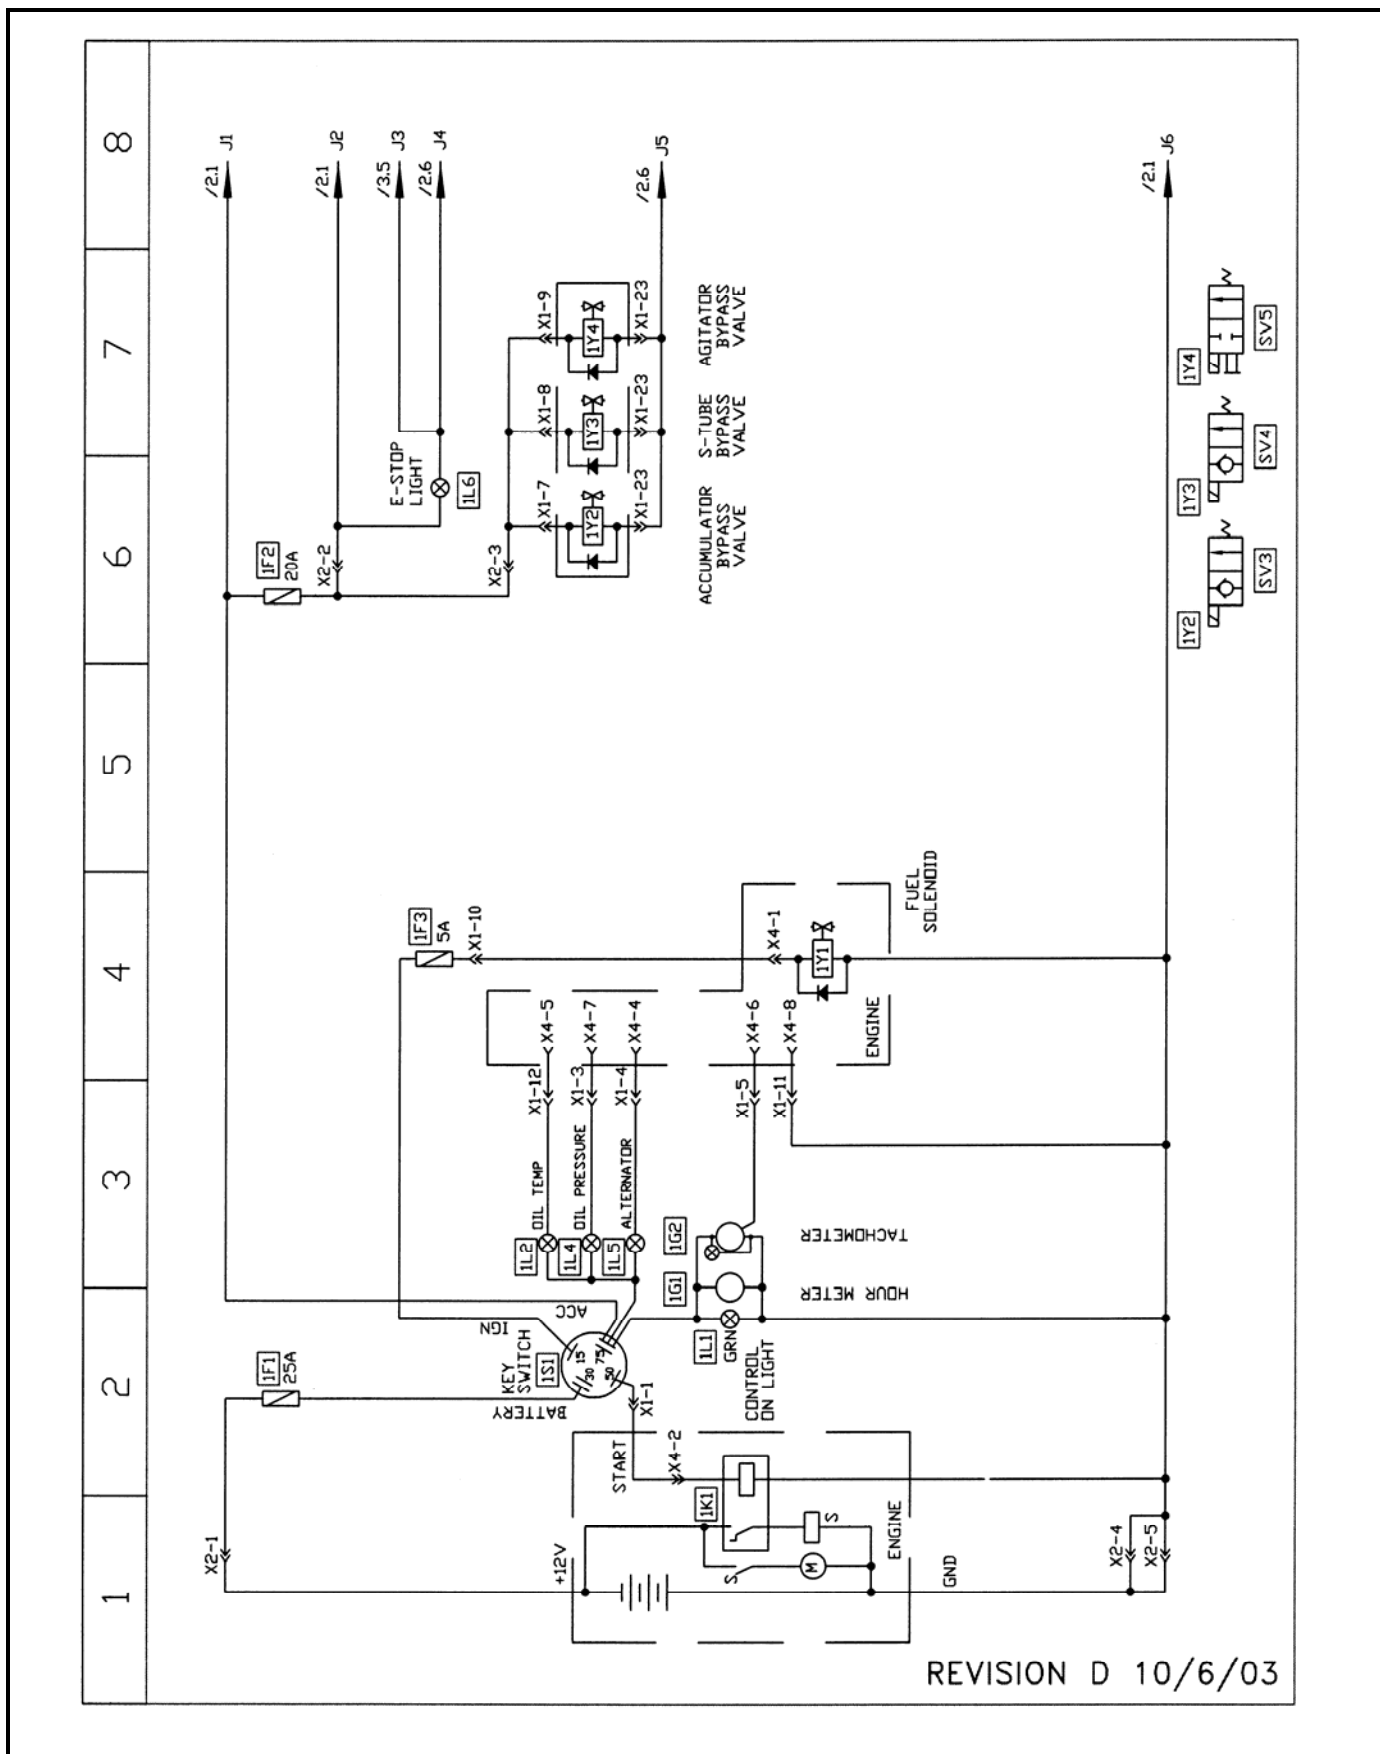 8
7
6
5
4
3
2
1
/2.1
J1
/2.1
J2
/3.5
J3
/2.6
J4
/2.6
J5
/2.1
J6
1F2
20A
X2-2
E-STOP
LIGHT
1L6
X2-3
X1-7
1Y2
X1-23
X1-8
1Y3
X1-23
X1-9
1Y4
X1-23
ACCUMULATOR
BYPASS
VALVE
S-TUBE
BYPASS
VALVE
AGITATOR
BYPASS
VALVE
1Y4
SV5
1Y3
SV4
1Y2
SV3
1F3
5A
X1-10
X4-1
1Y1
FUEL
SOLENOID
X4-5
X4-7
X4-4
X4-6
X4-8
ENGINE
X1-12
X1-3
X1-4
X1-5
X1-11
OIL TEMP
OIL PRESSURE
ALTERNATOR
1L2
1L4
1L5
1G2
1G1
TACHOMETER
HOUR METER
ACC
IGN
KEY
SWITCH
1S1
15
30
75
50
BATTERY
1F1
25A
1L1
GRN
CONTROL
ON LIGHT
X1-1
START
X4-2
1K1
S
S
M
ENGINE
+12V
X2-1
GND
X2-4
X2-5
REVISION D 10/6/03